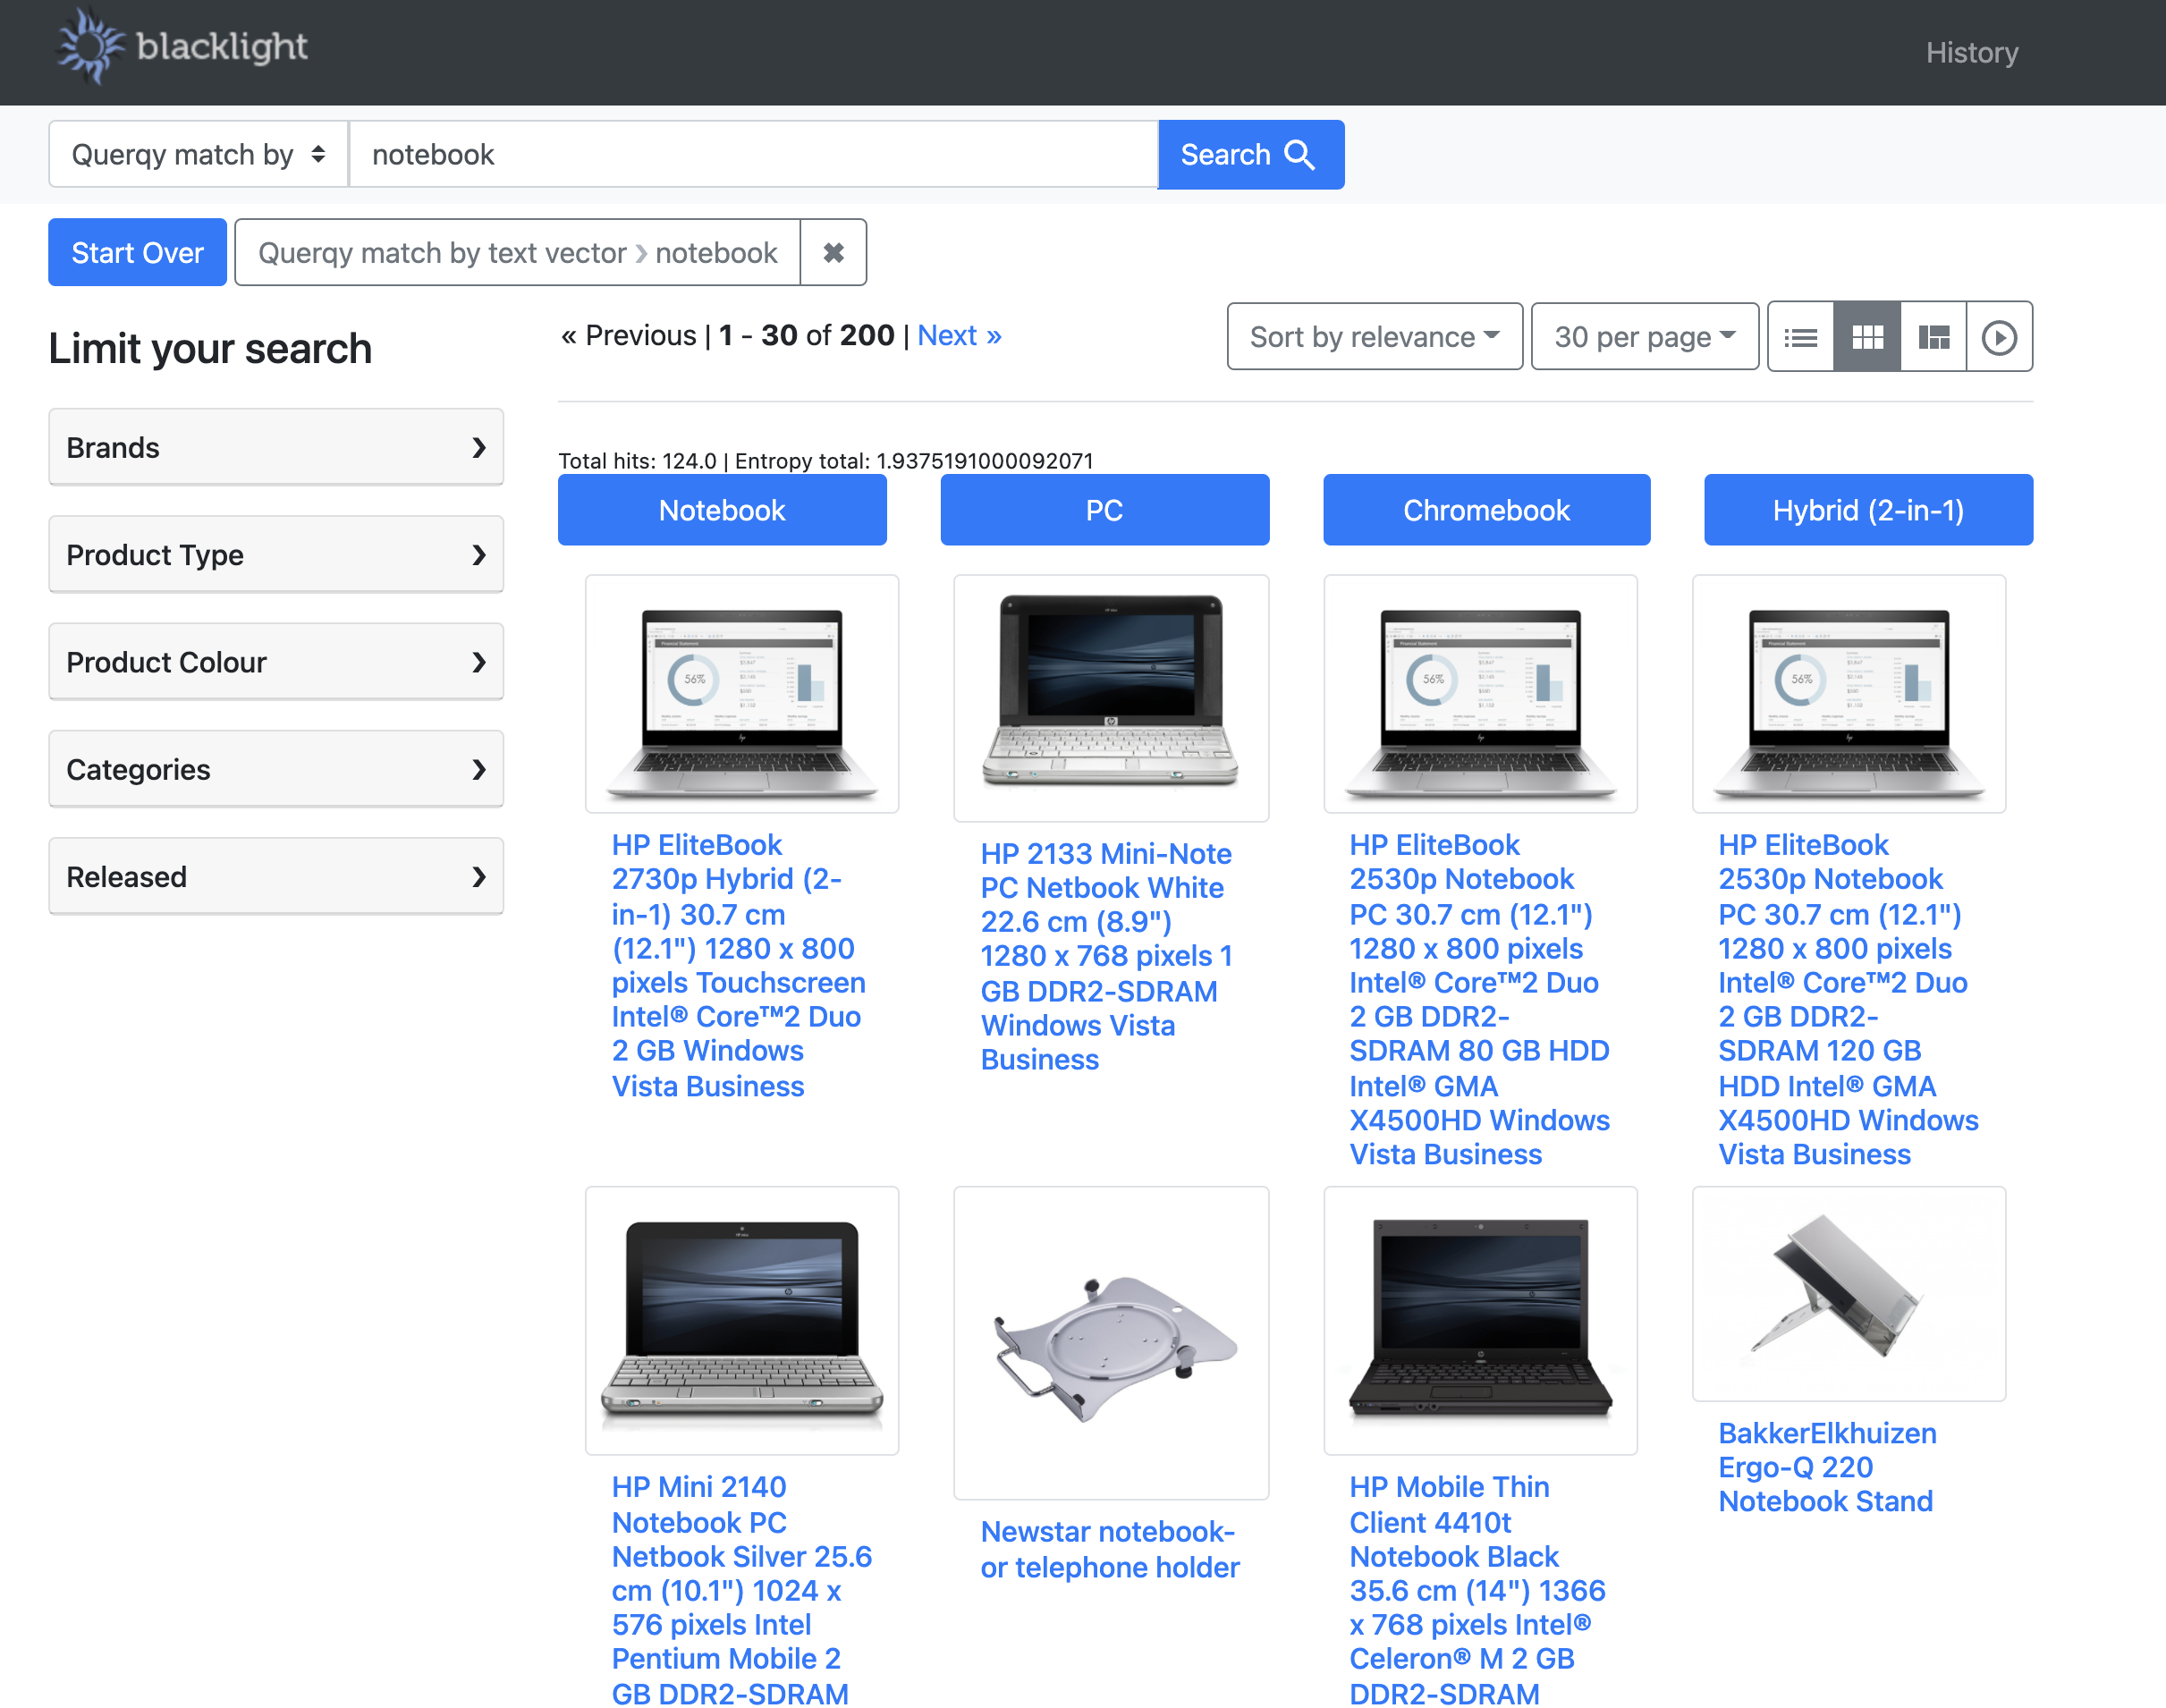 blacklight
History
Querqy match by
notebook
Search
Start Over
Querqy match by text vector ❯ notebook
✖
Limit your search
« Previous | 1 - 30 of 200 | Next »
Sort by relevance
30 per page
Brands
Product Type
Product Colour
Categories
Released
Total hits: 124.0 | Entropy total: 1.9375191000092071
Notebook
PC
Chromebook
Hybrid (2-in-1)
56%
HP EliteBook
2730p Hybrid (2-
in-1) 30.7 cm
(12.1") 1280 x 800
pixels Touchscreen
Intel® Core™2 Duo
2 GB Windows
Vista Business
HP 2133 Mini-Note
PC Netbook White
22.6 cm (8.9")
1280 x 768 pixels 1
GB DDR2-SDRAM
Windows Vista
Business
56%
HP EliteBook
2530p Notebook
PC 30.7 cm (12.1")
1280 x 800 pixels
Intel® Core™2 Duo
2 GB DDR2-
SDRAM 80 GB HDD
Intel® GMA
X4500HD Windows
Vista Business
56%
HP EliteBook
2530p Notebook
PC 30.7 cm (12.1")
1280 x 800 pixels
Intel® Core™2 Duo
2 GB DDR2-
SDRAM 120 GB
HDD Intel® GMA
X4500HD Windows
Vista Business
HP Mini 2140
Notebook PC
Netbook Silver 25.6
cm (10.1") 1024 x
576 pixels Intel
Pentium Mobile 2
GB DDR2-SDRAM
Newstar notebook-
or telephone holder
HP Mobile Thin
Client 4410t
Notebook Black
35.6 cm (14") 1366
x 768 pixels Intel®
Celeron® M 2 GB
DDR2-SDRAM
BakkerElkhuizen
Ergo-Q 220
Notebook Stand